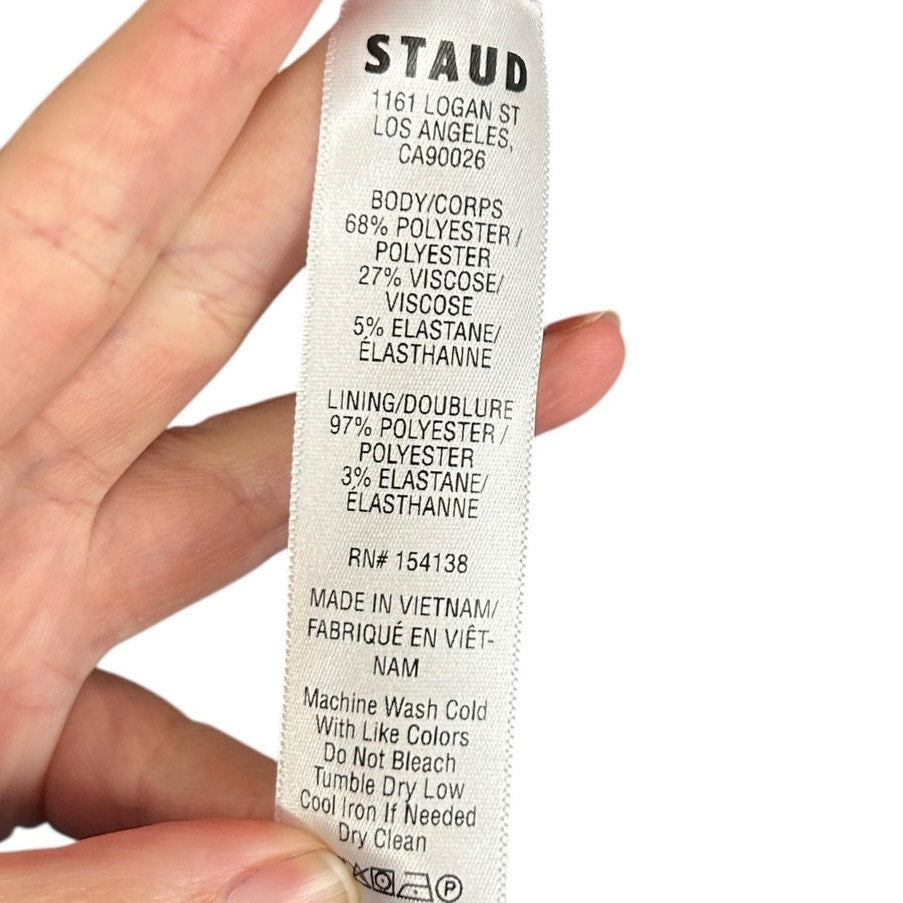 STAUD
1161 LOGAN ST
LOS ANGELES,
CA90026
BODY/CORPS
68% POLYESTER /
POLYESTER
27% VISCOSE/
VISCOSE
5% ELASTANE/
ÉLASTHANNE
LINING/DOUBLURE
97% POLYESTER /
POLYESTER
3% ELASTANE/
ÉLASTHANNE
RN# 154138
MADE IN VIETNAM/
FABRIQUÉ EN VIÊT-
NAM
Machine Wash Cold
With Like Colors
Do Not Bleach
Tumble Dry Low
Cool Iron If Needed
Dry Clean
P